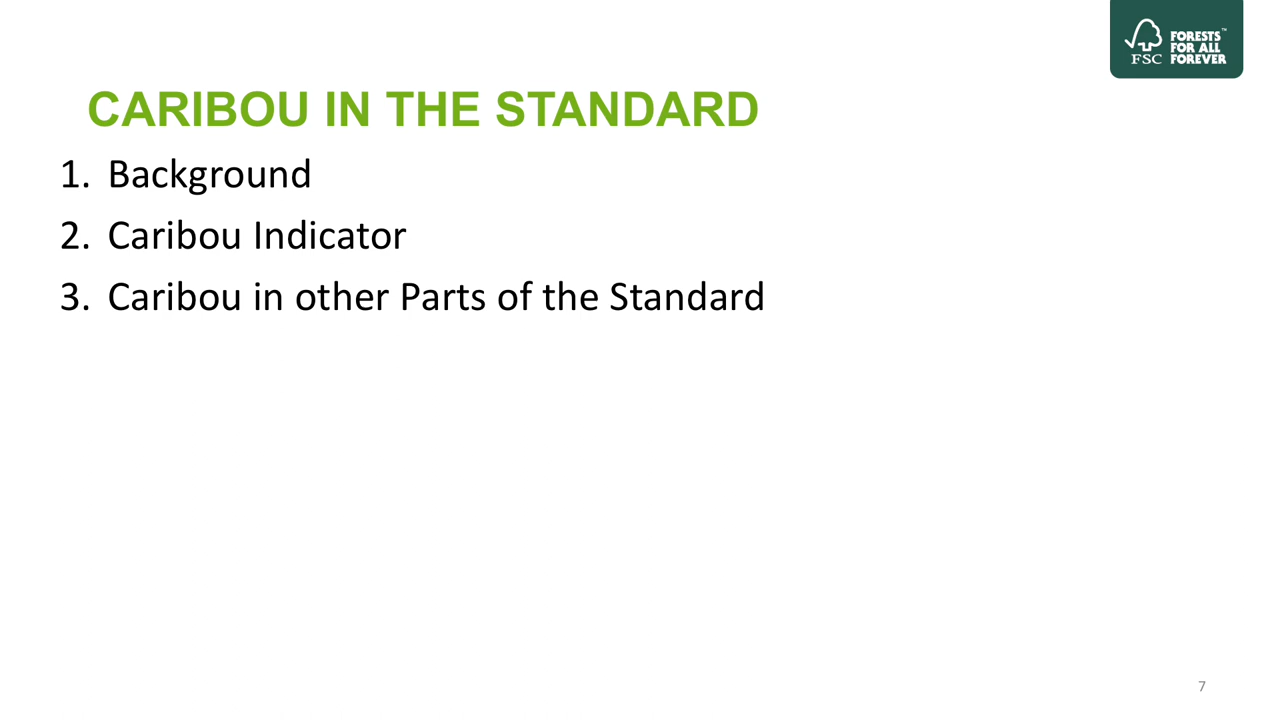 FSC
FORESTS
FOR ALL
FOREVER™
CARIBOU IN THE STANDARD
1. Background
2. Caribou Indicator
3. Caribou in other Parts of the Standard
7